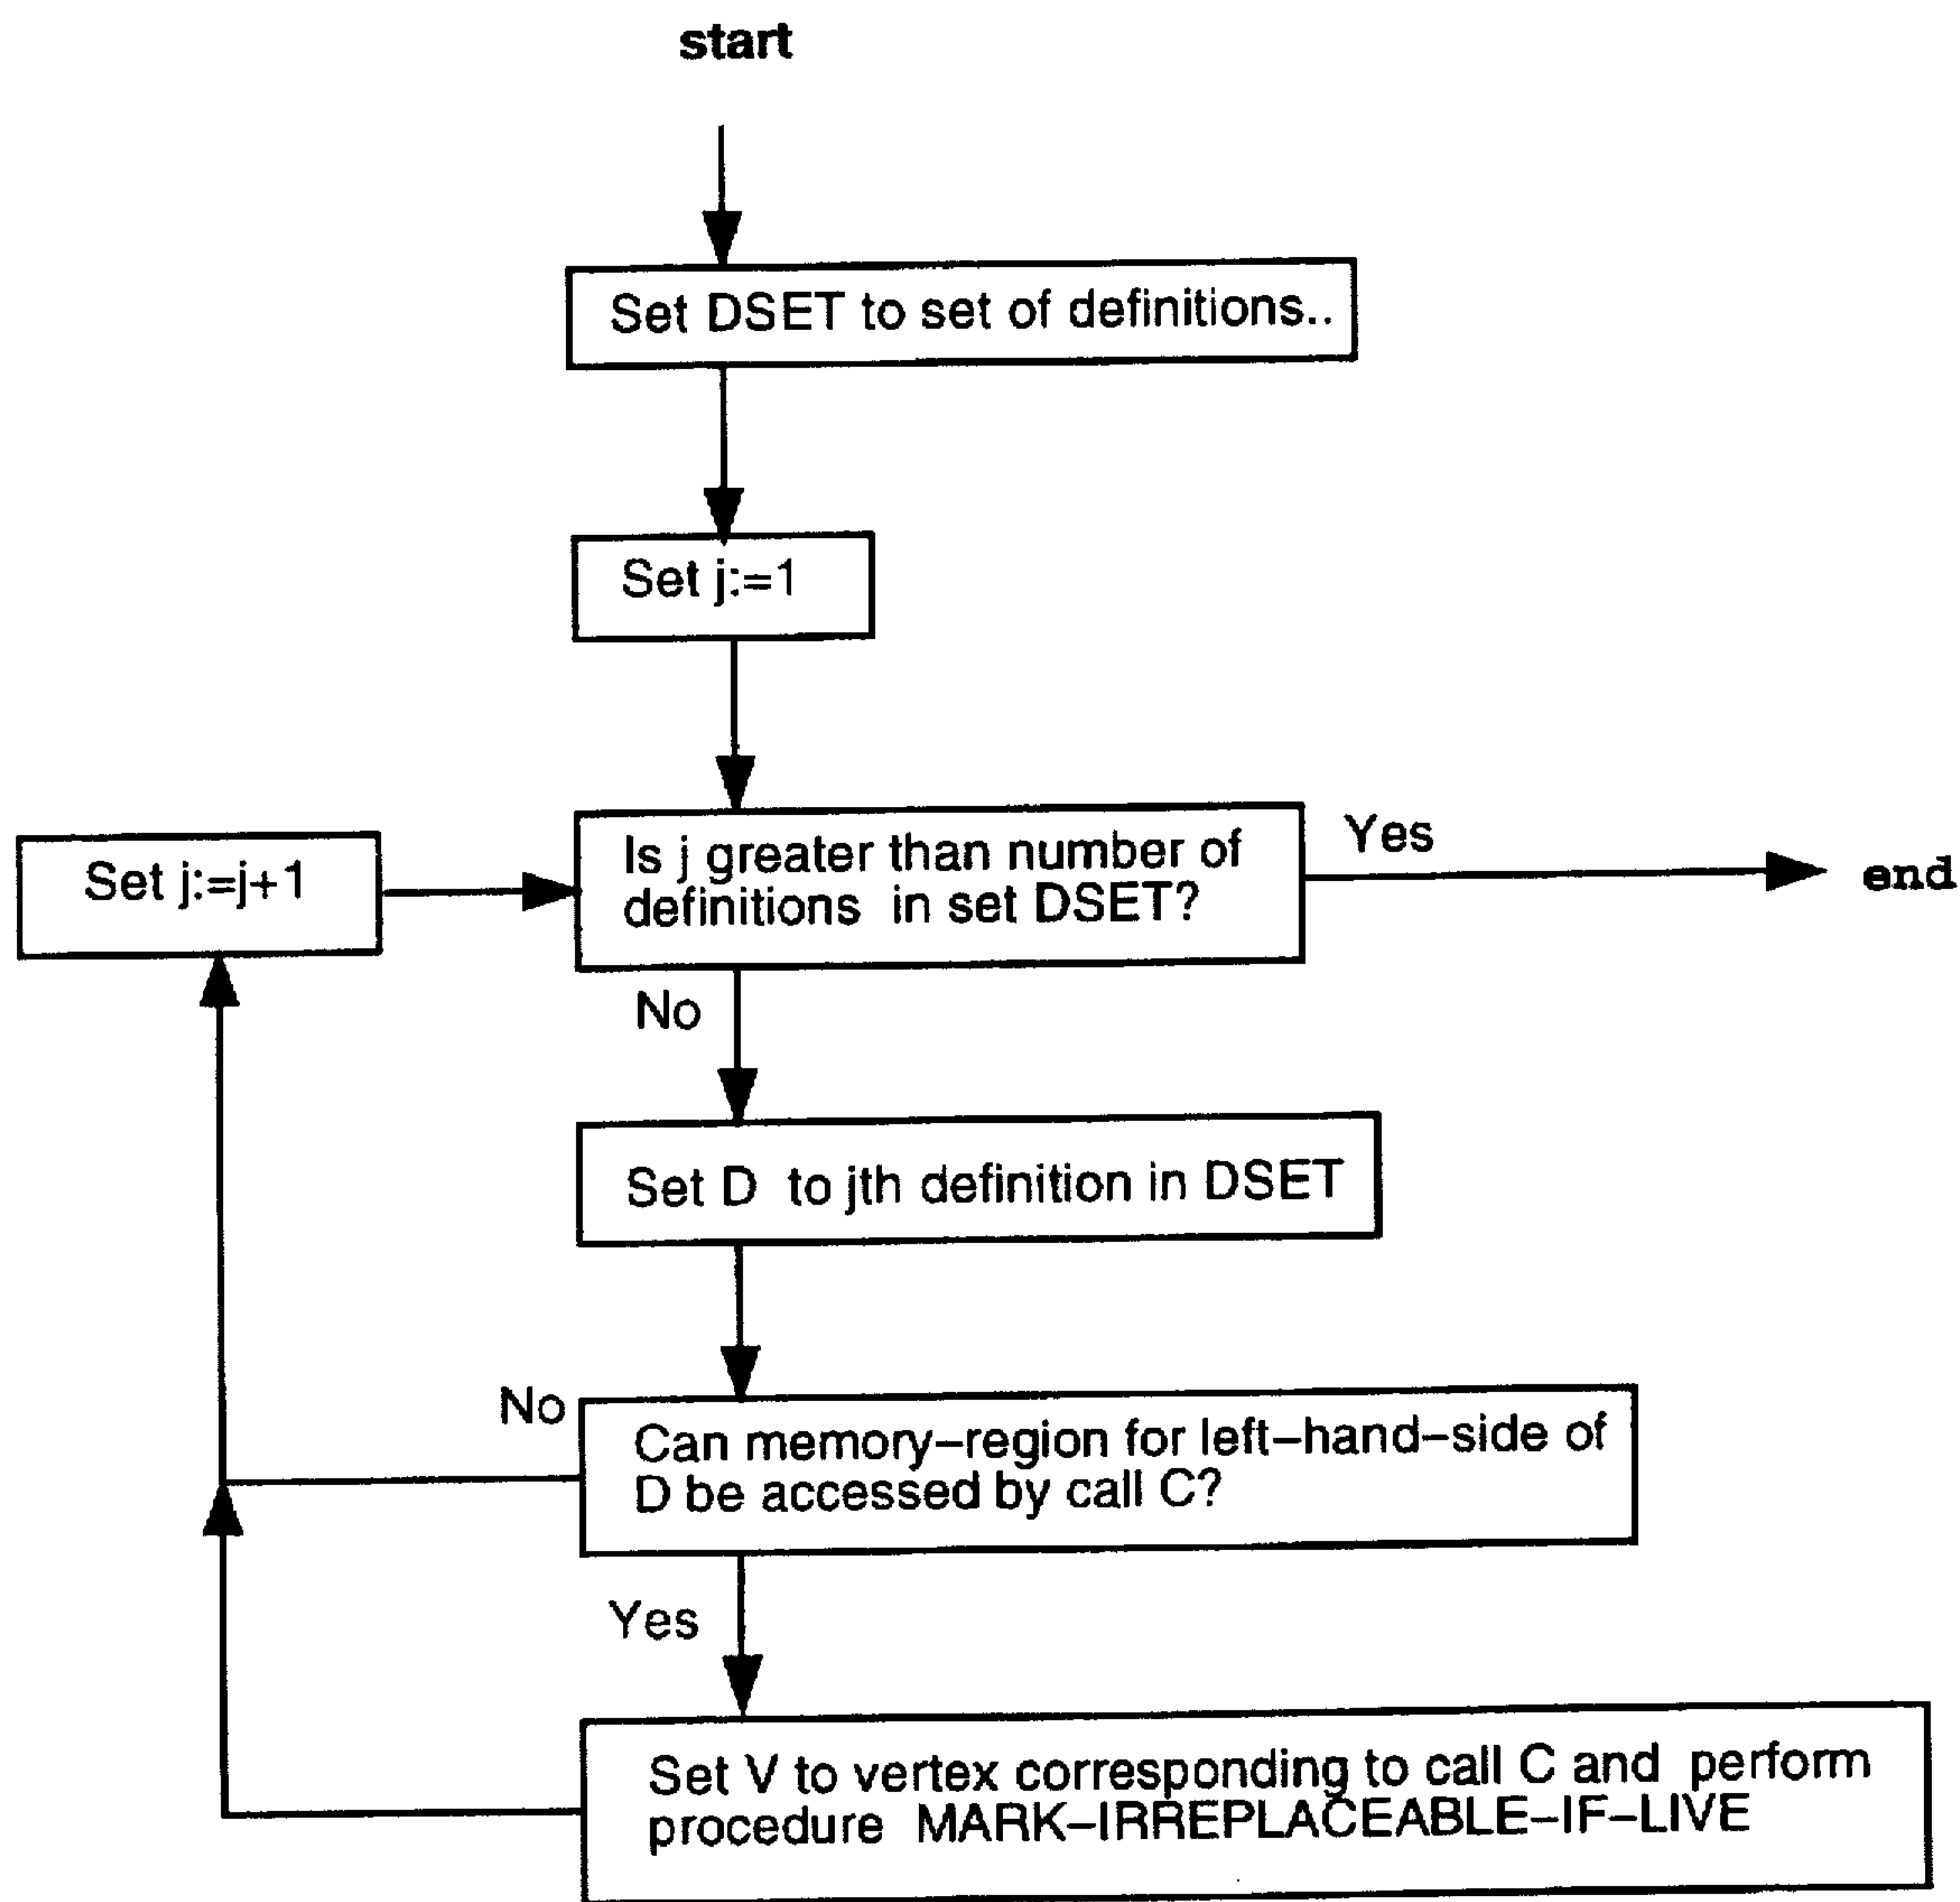 start
Set DSET to set of definitions..
Set j:=1
Set j:=j+1
Is j greater than number of
definitions in set DSET?
Yes
end
No
Set D to jth definition in DSET
No
Can memory–region for left–hand–side of
D be accessed by call C?
Yes
Set V to vertex corresponding to call C and perform
procedure MARK–IRREPLACEABLE–IF–LIVE